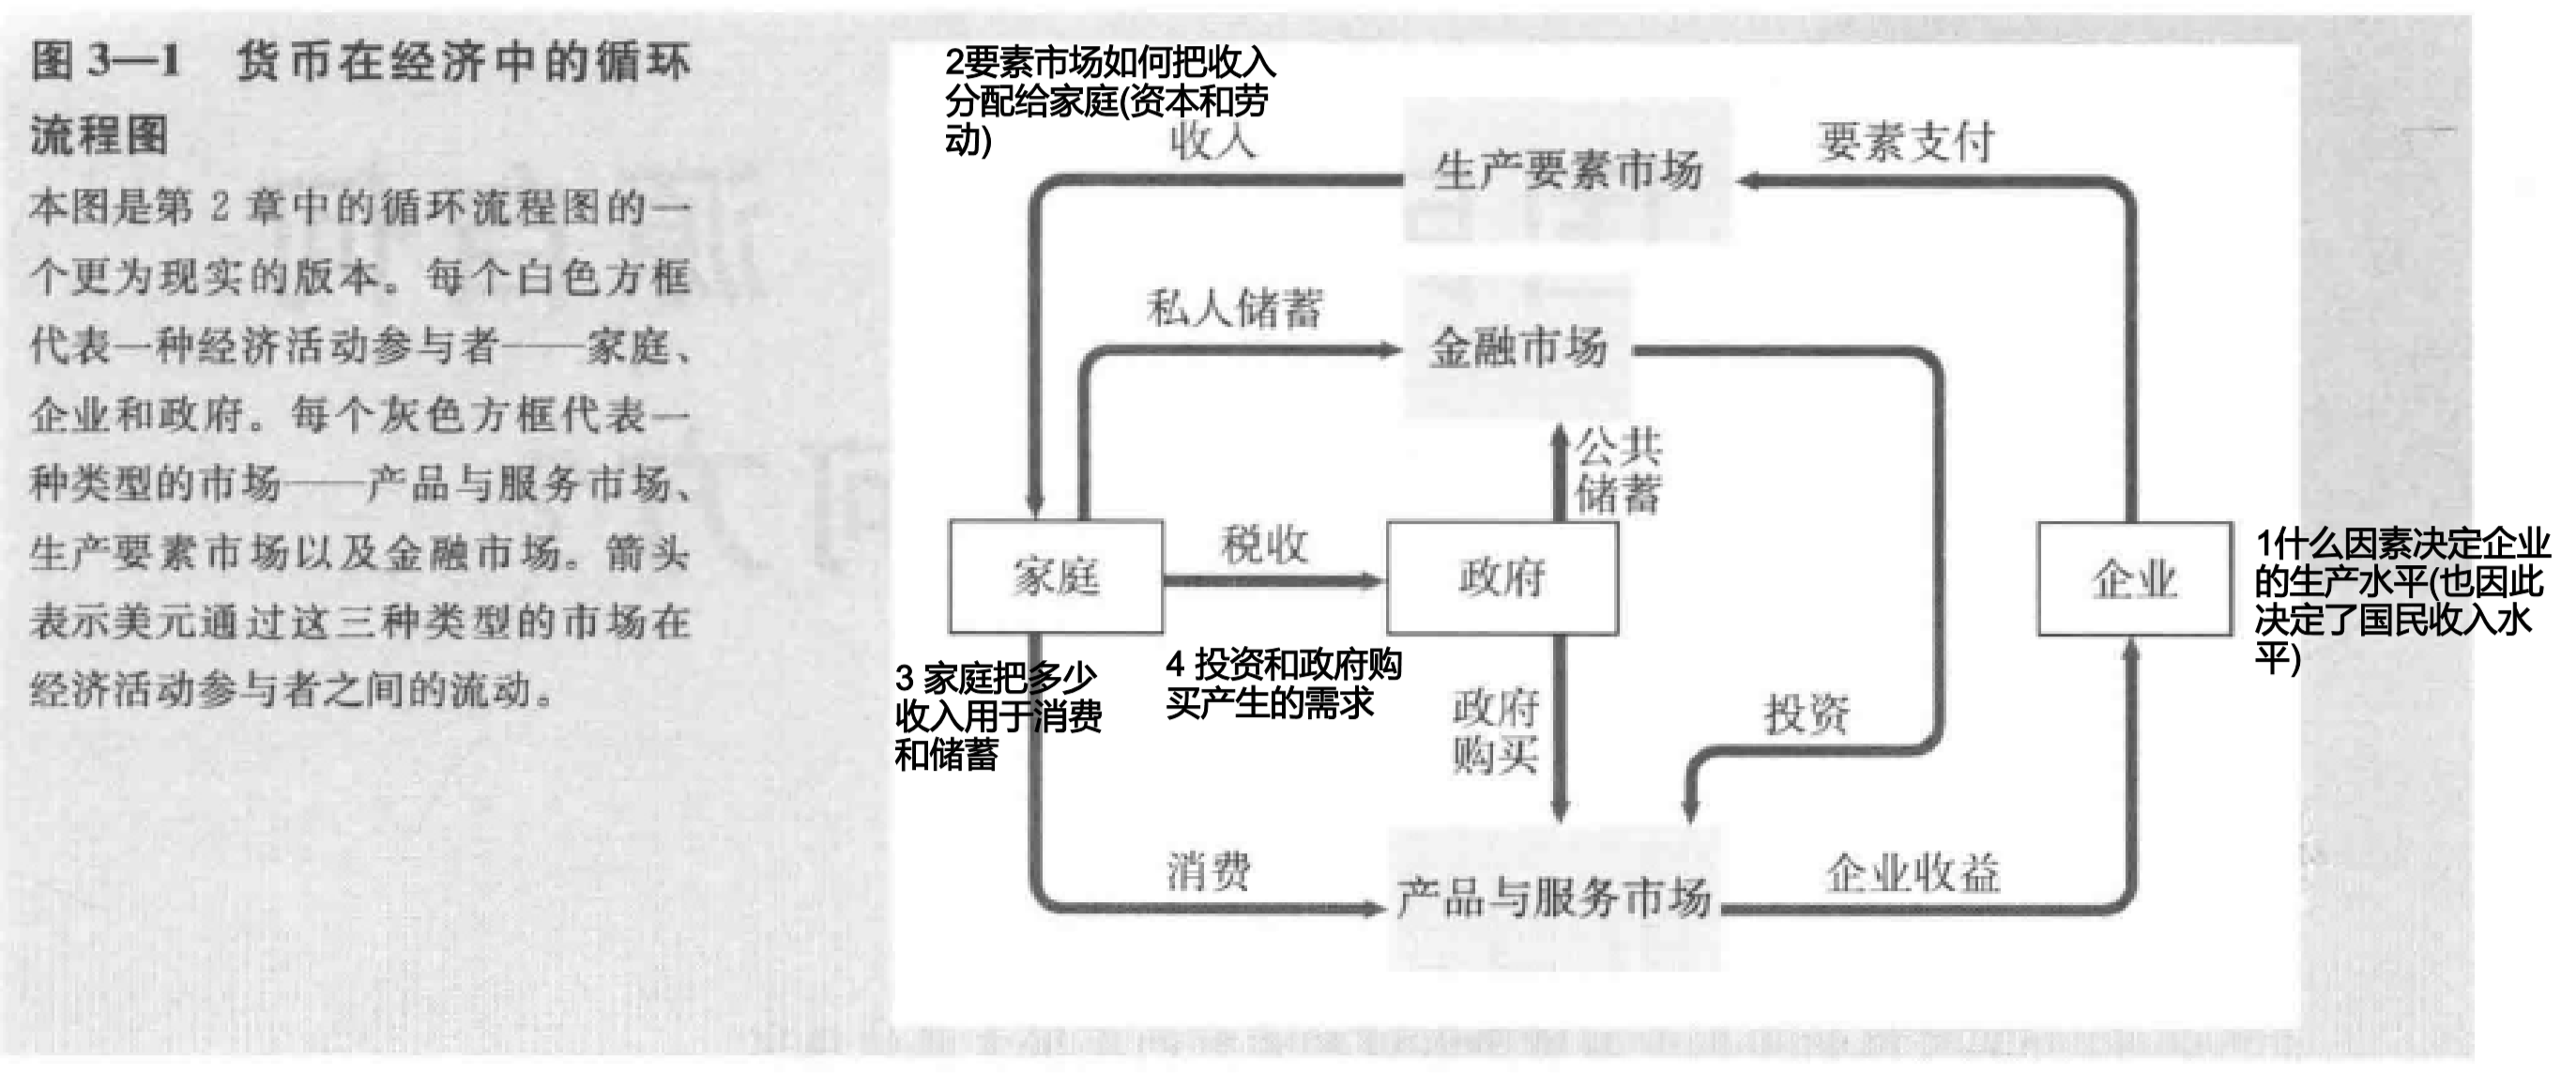 图 3—1 货币在经济中的循环
流程图
本图是第 2 章中的循环流程图的一
个更为现实的版本。每个白色方框
代表一种经济活动参与者——家庭、
企业和政府。每个灰色方框代表一
种类型的市场——产品与服务市场、
生产要素市场以及金融市场。箭头
表示美元通过这三种类型的市场在
经济活动参与者之间的流动。
2要素市场如何把收入
分配给家庭(资本和劳
动)
收入
生产要素市场
要素支付
私人储蓄
金融市场
公共
储蓄
家庭
税收
政府
企业
1什么因素决定企业
的生产水平(也因此
决定了国民收入水
平)
3 家庭把多少
收入用于消费
和储蓄
4 投资和政府购
买产生的需求
政府
购买
投资
消费
产品与服务市场
企业收益